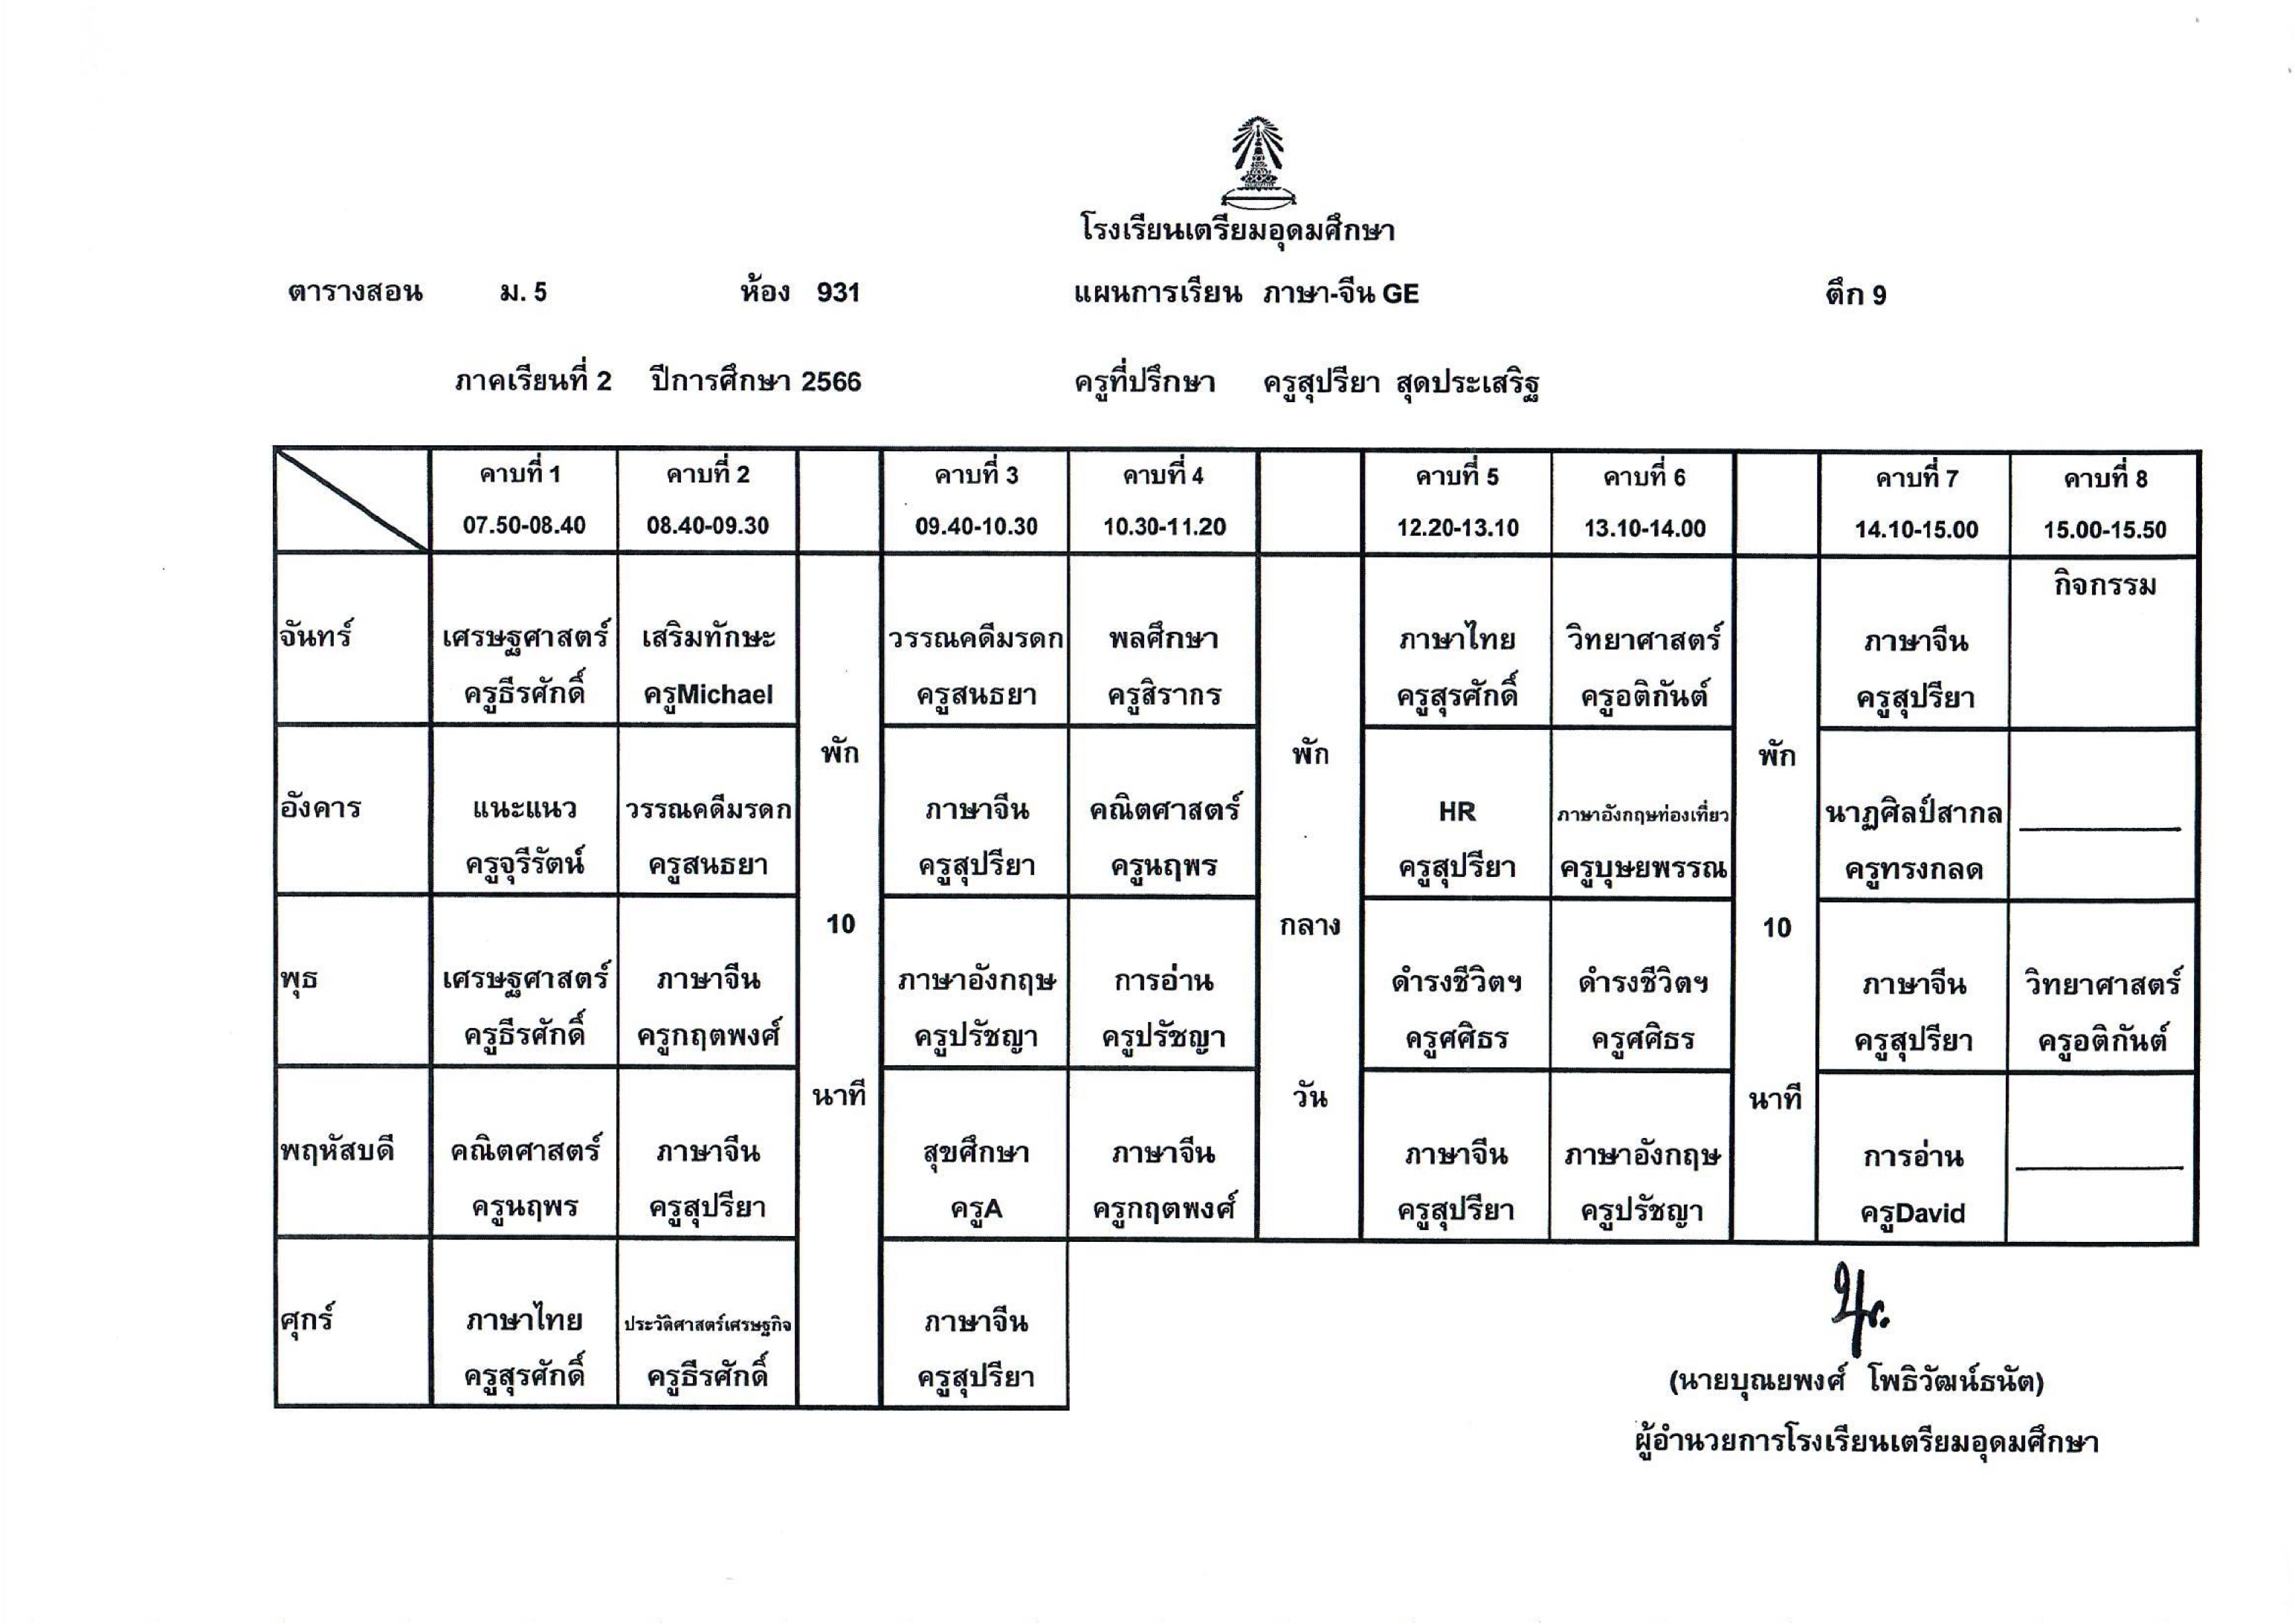 โรงเรียนเตรียมอุดมศึกษา
ตารางสอน ม. 5 ห้อง 931 แผนการเรียน ภาษา-จีน GE ตึก 9
ภาคเรียนที่ 2 ปีการศึกษา 2566 ครูที่ปรึกษา ครูสุปรียา สุดประเสริฐ
คาบที่ 1 คาบที่ 2 คาบที่ 3 คาบที่ 4 คาบที่ 5 คาบที่ 6 คาบที่ 7 คาบที่ 8
07.50-08.40 08.40-09.30 09.40-10.30 10.30-11.20 12.20-13.10 13.10-14.00 14.10-15.00 15.00-15.50
กิจกรรม
จันทร์ เศรษฐศาสตร์ เสริมทักษะ วรรณคดีมรดก พลศึกษา ภาษาไทย วิทยาศาสตร์ ภาษาจีน
ครูธีรศักดิ์ ครูMichael ครูสนธยา ครูสิรากร ครูสุรศักดิ์ ครูอติกันต์ ครูสุปรียา
พัก พัก พัก
อังคาร แนะแนว วรรณคดีมรดก ภาษาจีน คณิตศาสตร์ HR ภาษาอังกฤษท่องเที่ยว นาฏศิลป์สากล
ครูจุรีรัตน์ ครูสนธยา ครูสุปรียา ครูนฤพร ครูสุปรียา ครูบุษยพรรณ ครูทรงกลด
10 กลาง 10
พุธ เศรษฐศาสตร์ ภาษาจีน ภาษาอังกฤษ การอ่าน ดำรงชีวิตฯ ดำรงชีวิตฯ ภาษาจีน วิทยาศาสตร์
ครูธีรศักดิ์ ครูกฤตพงศ์ ครูปรัชญา ครูปรัชญา ครูศศิธร ครูศศิธร ครูสุปรียา ครูอติกันต์
นาที วัน นาที
พฤหัสบดี คณิตศาสตร์ ภาษาจีน สุขศึกษา ภาษาจีน ภาษาจีน ภาษาอังกฤษ การอ่าน
ครูนฤพร ครูสุปรียา ครูA ครูกฤตพงศ์ ครูสุปรียา ครูปรัชญา ครูDavid
ศุกร์ ภาษาไทย ประวัติศาสตร์เศรษฐกิจ ภาษาจีน
ครูสุรศักดิ์ ครูธีรศักดิ์ ครูสุปรียา
(นายบุณยพงศ์ โพธิวัฒน์ธนัต)
ผู้อำนวยการโรงเรียนเตรียมอุดมศึกษา